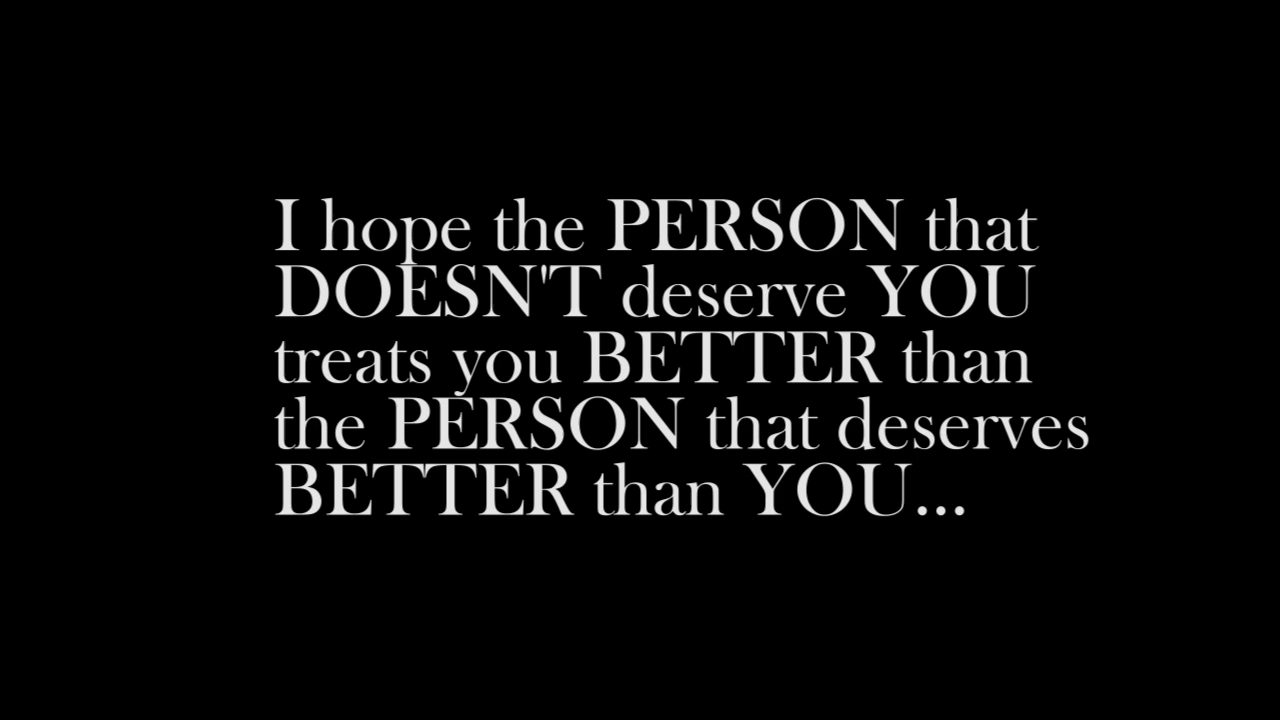 I hope the PERSON that
DOESN'T deserve YOU
treats you BETTER than
the PERSON that deserves
BETTER than YOU...